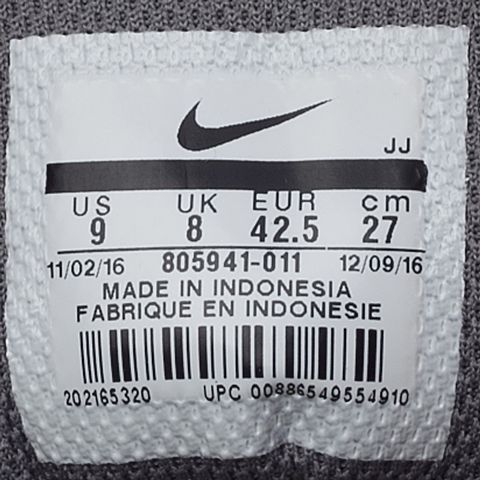 JJ
US UK EUR cm
9 8 42.5 27
11/02/16 805941-011 12/09/16
MADE IN INDONESIA
FABRIQUE EN INDONESIE
202165320 UPC 00886549554910